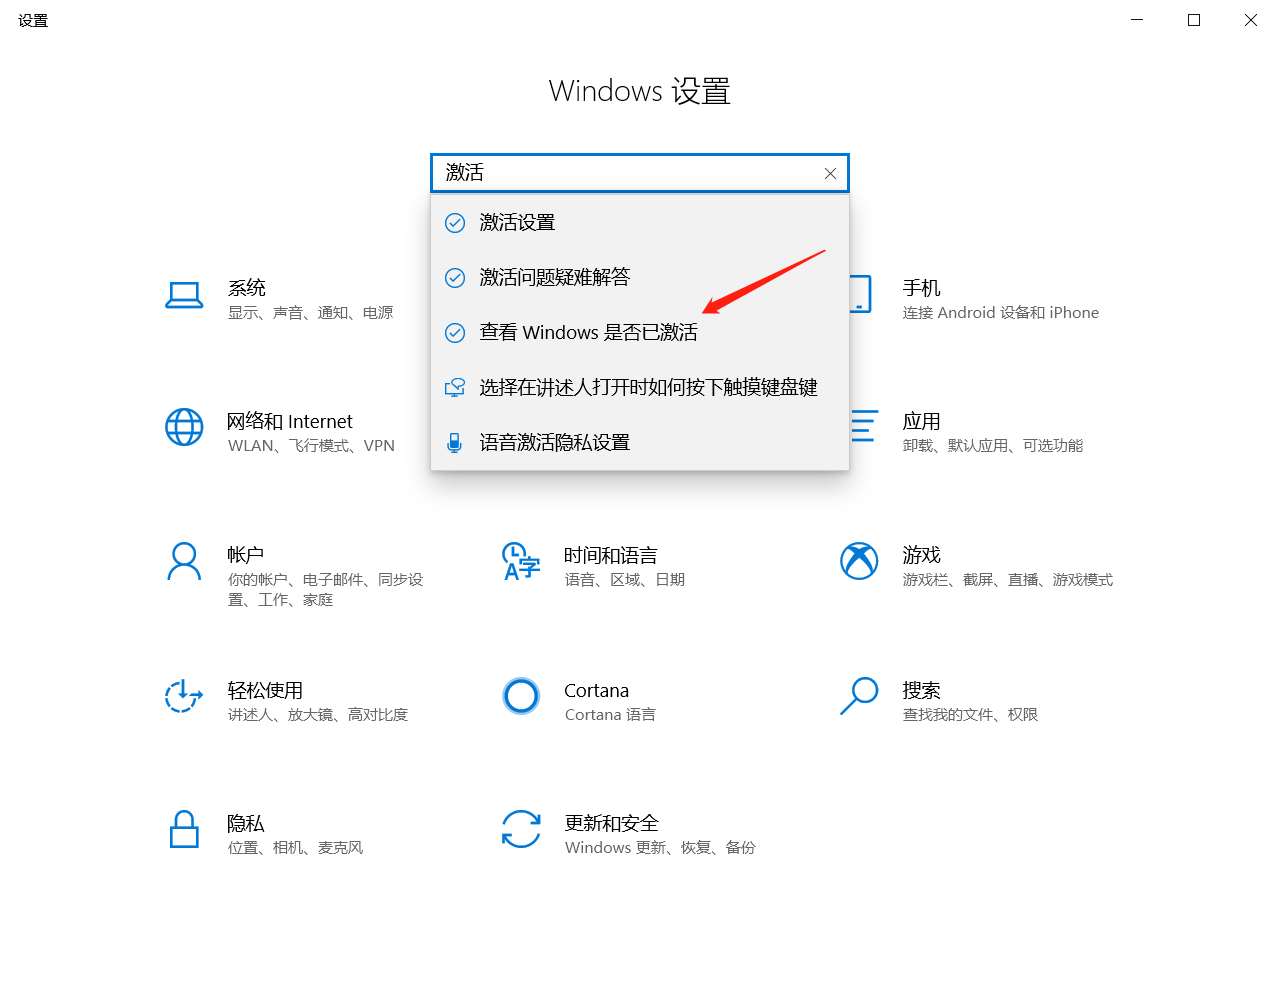 设置
Windows 设置
激活
激活设置
激活问题疑难解答
查看 Windows 是否已激活
选择在讲述人打开时如何按下触摸键盘键
语音激活隐私设置
系统
显示、声音、通知、电源
手机
连接 Android 设备和 iPhone
网络和 Internet
WLAN、飞行模式、VPN
应用
卸载、默认应用、可选功能
帐户
你的帐户、电子邮件、同步设
置、工作、家庭
时间和语言
语音、区域、日期
游戏
游戏栏、截屏、直播、游戏模式
轻松使用
讲述人、放大镜、高对比度
Cortana
Cortana 语言
搜索
查找我的文件、权限
隐私
位置、相机、麦克风
更新和安全
Windows 更新、恢复、备份